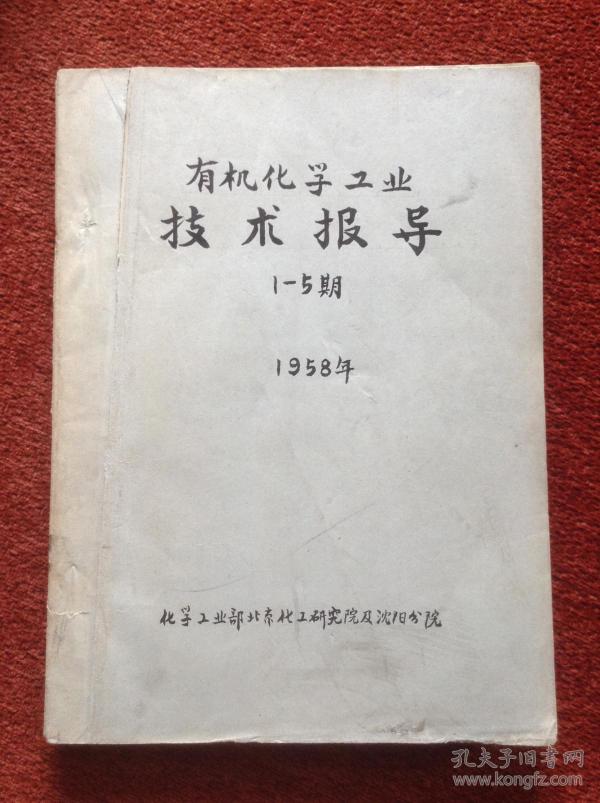 有机化学工业
技术报导
1-5期
1958年
化学工业部北京化工研究院及沈阳分院
孔夫子旧书网
www.kongfz.com